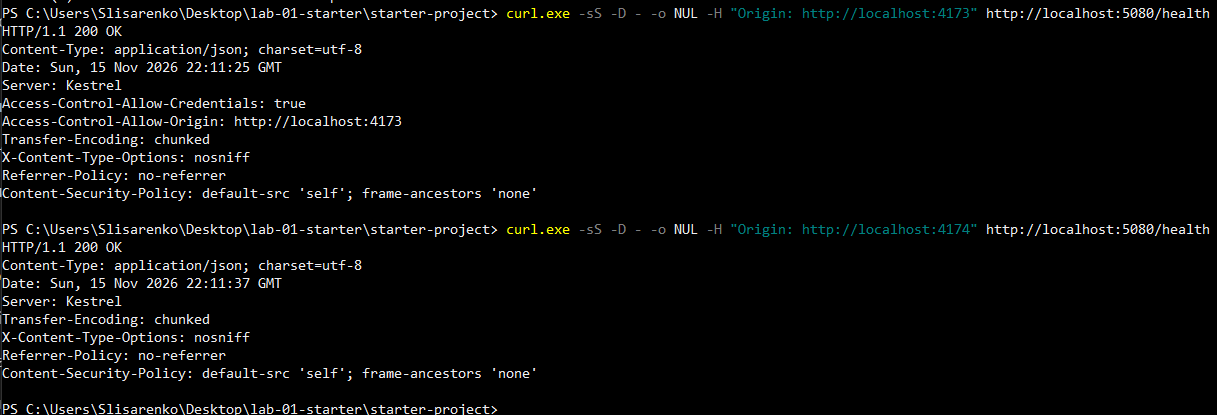 PS C:\Users\Slisarenko\Desktop\lab-01-starter\starter-project> curl.exe -sS -D - -o NUL -H "Origin: http://localhost:4173" http://localhost:5080/health
HTTP/1.1 200 OK
Content-Type: application/json; charset=utf-8
Date: Sun, 15 Nov 2026 22:11:25 GMT
Server: Kestrel
Access-Control-Allow-Credentials: true
Access-Control-Allow-Origin: http://localhost:4173
Transfer-Encoding: chunked
X-Content-Type-Options: nosniff
Referrer-Policy: no-referrer
Content-Security-Policy: default-src 'self'; frame-ancestors 'none'
PS C:\Users\Slisarenko\Desktop\lab-01-starter\starter-project> curl.exe -sS -D - -o NUL -H "Origin: http://localhost:4174" http://localhost:5080/health
HTTP/1.1 200 OK
Content-Type: application/json; charset=utf-8
Date: Sun, 15 Nov 2026 22:11:37 GMT
Server: Kestrel
Transfer-Encoding: chunked
X-Content-Type-Options: nosniff
Referrer-Policy: no-referrer
Content-Security-Policy: default-src 'self'; frame-ancestors 'none'
PS C:\Users\Slisarenko\Desktop\lab-01-starter\starter-project>